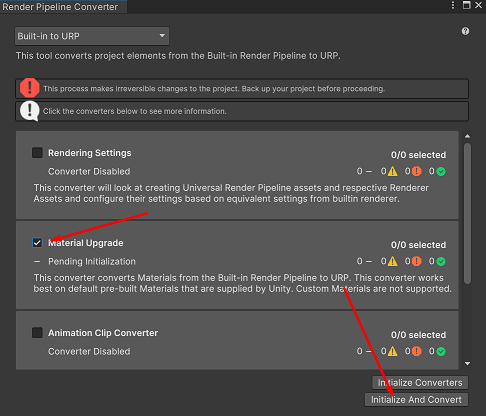 Render Pipeline Converter
Built-in to URP
This tool converts project elements from the Built-in Render Pipeline to URP.
This process makes irreversible changes to the project. Back up your project before proceeding.
Click the converters below to see more information.
Rendering Settings 0/0 selected
Converter Disabled 0 – 0 0 0
This converter will look at creating Universal Render Pipeline assets and respective Renderer
Assets and configure their settings based on equivalent settings from builtin renderer.
Material Upgrade 0/0 selected
– Pending Initialization 0 – 0 0 0
This converter converts Materials from the Built-in Render Pipeline to URP. This converter works
best on default pre-built Materials that are supplied by Unity. Custom Materials are not supported.
Animation Clip Converter 0/0 selected
Converter Disabled 0 – 0 0 0
Initialize Converters
Initialize And Convert